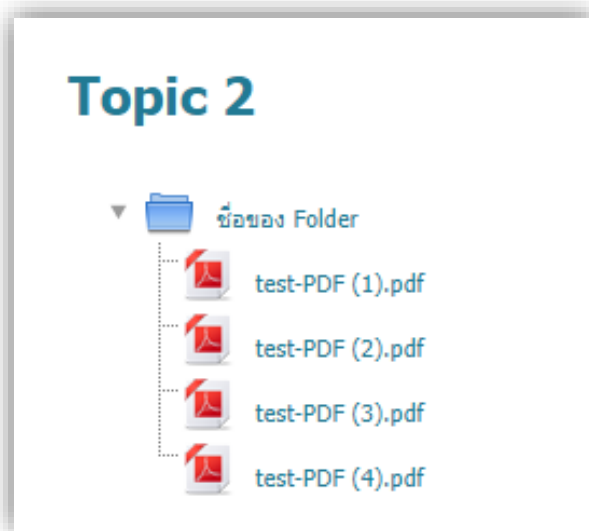 Topic 2
ชื่อของ Folder
test-PDF (1).pdf
test-PDF (2).pdf
test-PDF (3).pdf
test-PDF (4).pdf